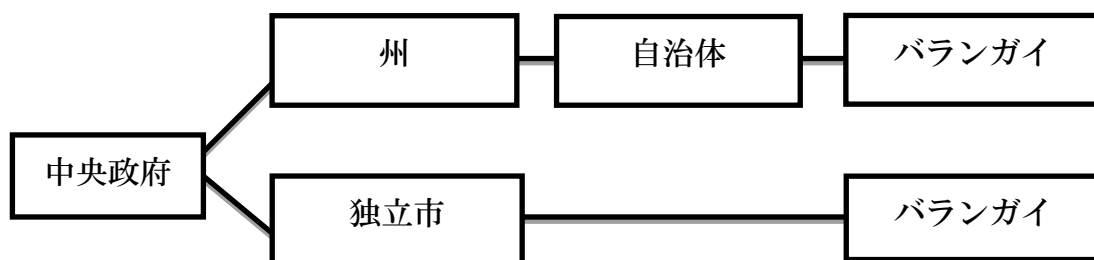 州
自治体
バランガイ
中央政府
独立市
バランガイ